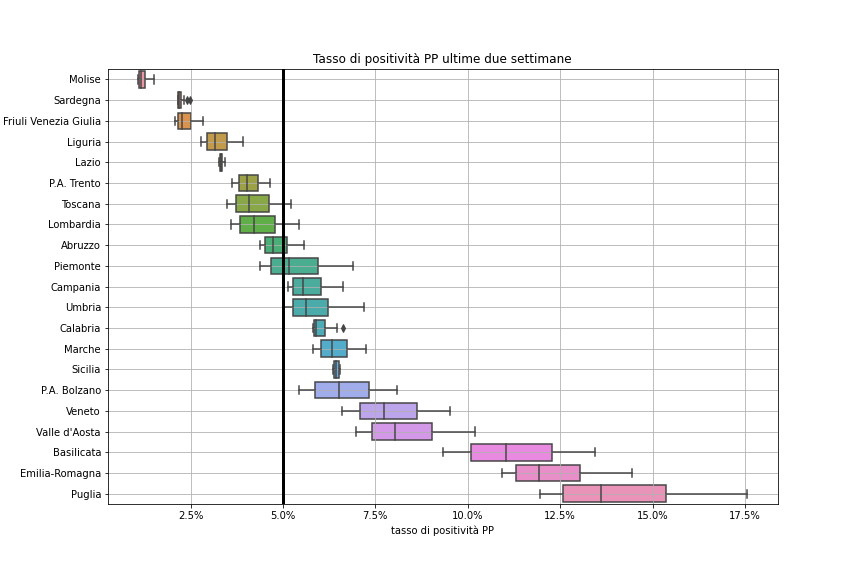 Tasso di positività PP ultime due settimane
Molise
Sardegna
Friuli Venezia Giulia
Liguria
Lazio
P.A. Trento
Toscana
Lombardia
Abruzzo
Piemonte
Campania
Umbria
Calabria
Marche
Sicilia
P.A. Bolzano
Veneto
Valle d'Aosta
Basilicata
Emilia-Romagna
Puglia
2.5% 5.0% 7.5% 10.0% 12.5% 15.0% 17.5%
tasso di positività PP